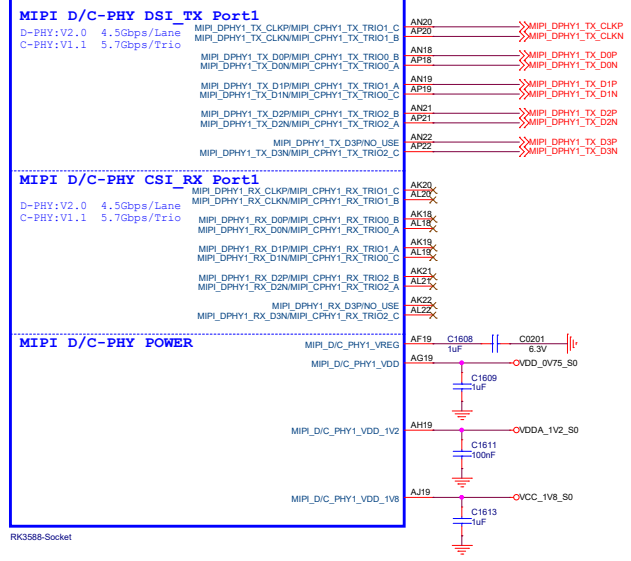 MIPI D/C-PHY DSI_TX Port1
D-PHY:V2.0 4.5Gbps/Lane
C-PHY:V1.1 5.7Gbps/Trio
MIPI_DPHY1_TX_CLKP/MIPI_CPHY1_TX_TRIO1_C AN20 MIPI_DPHY1_TX_CLKP
MIPI_DPHY1_TX_CLKN/MIPI_CPHY1_TX_TRIO1_B AP20 MIPI_DPHY1_TX_CLKN
MIPI_DPHY1_TX_D0P/MIPI_CPHY1_TX_TRIO0_B AN18 MIPI_DPHY1_TX_D0P
MIPI_DPHY1_TX_D0N/MIPI_CPHY1_TX_TRIO0_A AP18 MIPI_DPHY1_TX_D0N
MIPI_DPHY1_TX_D1P/MIPI_CPHY1_TX_TRIO1_A AN19 MIPI_DPHY1_TX_D1P
MIPI_DPHY1_TX_D1N/MIPI_CPHY1_TX_TRIO0_C AP19 MIPI_DPHY1_TX_D1N
MIPI_DPHY1_TX_D2P/MIPI_CPHY1_TX_TRIO2_B AN21 MIPI_DPHY1_TX_D2P
MIPI_DPHY1_TX_D2N/MIPI_CPHY1_TX_TRIO2_A AP21 MIPI_DPHY1_TX_D2N
MIPI_DPHY1_TX_D3P/NO_USE AN22 MIPI_DPHY1_TX_D3P
MIPI_DPHY1_TX_D3N/MIPI_CPHY1_TX_TRIO2_C AP22 MIPI_DPHY1_TX_D3N
MIPI D/C-PHY CSI_RX Port1
D-PHY:V2.0 4.5Gbps/Lane
C-PHY:V1.1 5.7Gbps/Trio
MIPI_DPHY1_RX_CLKP/MIPI_CPHY1_RX_TRIO1_C AK20
MIPI_DPHY1_RX_CLKN/MIPI_CPHY1_RX_TRIO1_B AL20
MIPI_DPHY1_RX_D0P/MIPI_CPHY1_RX_TRIO0_B AK18
MIPI_DPHY1_RX_D0N/MIPI_CPHY1_RX_TRIO0_A AL18
MIPI_DPHY1_RX_D1P/MIPI_CPHY1_RX_TRIO1_A AK19
MIPI_DPHY1_RX_D1N/MIPI_CPHY1_RX_TRIO0_C AL19
MIPI_DPHY1_RX_D2P/MIPI_CPHY1_RX_TRIO2_B AK21
MIPI_DPHY1_RX_D2N/MIPI_CPHY1_RX_TRIO2_A AL21
MIPI_DPHY1_RX_D3P/NO_USE AK22
MIPI_DPHY1_RX_D3N/MIPI_CPHY1_RX_TRIO2_C AL22
MIPI D/C-PHY POWER
MIPI_D/C_PHY1_VREG AF19 C1608 C0201
1uF 6.3V
MIPI_D/C_PHY1_VDD AG19 VDD_0V75_S0
C1609
1uF
MIPI_D/C_PHY1_VDD_1V2 AH19 VDDA_1V2_S0
C1611
100nF
MIPI_D/C_PHY1_VDD_1V8 AJ19 VCC_1V8_S0
C1613
1uF
RK3588-Socket